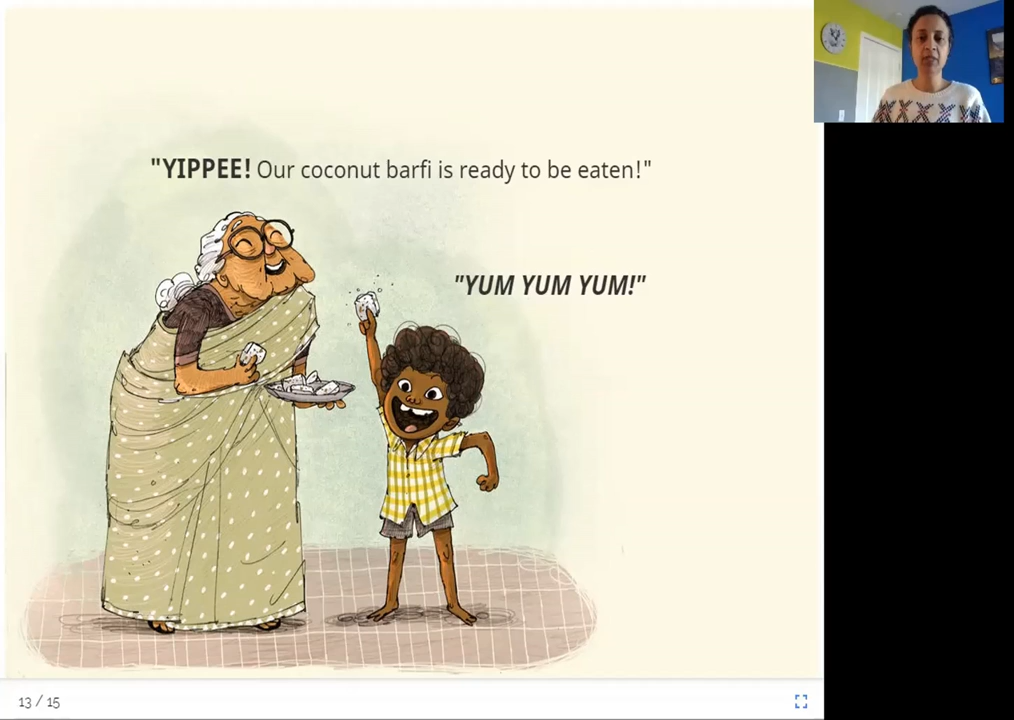 "YIPPEE! Our coconut barfi is ready to be eaten!"
"YUM YUM YUM!"
13 / 15